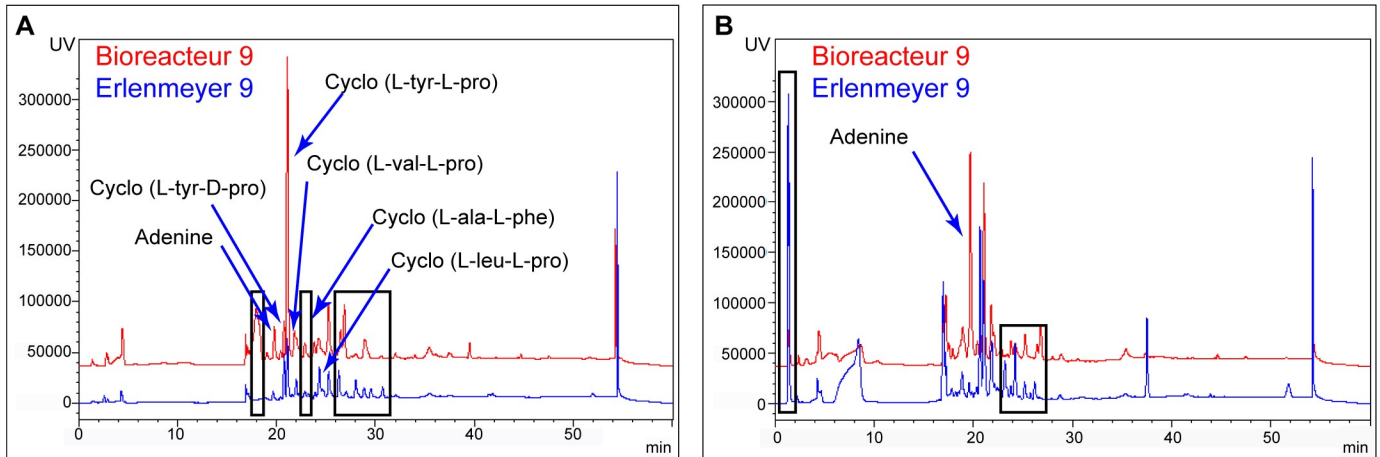 A
UV
Bioreacteur 9
Erlenmeyer 9
Cyclo (L-tyr-L-pro)
Cyclo (L-val-L-pro)
Cyclo (L-tyr-D-pro)
Cyclo (L-ala-L-phe)
Adenine
Cyclo (L-leu-L-pro)
300000
250000
200000
150000
100000
50000
0
0 10 20 30 40 50
min
B
UV
Bioreacteur 9
Erlenmeyer 9
Adenine
300000
250000
200000
150000
100000
50000
0
0 10 20 30 40 50
min